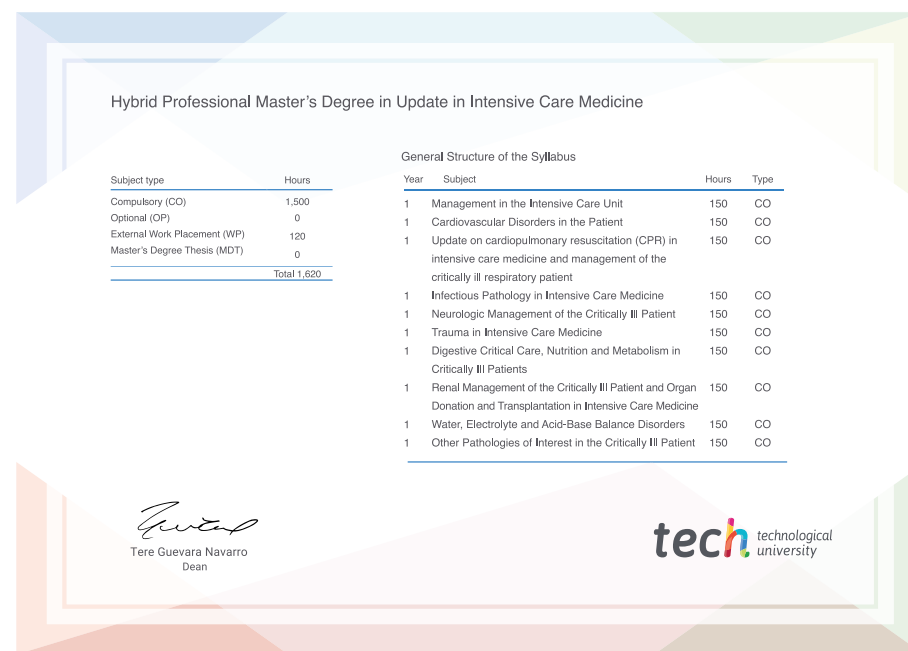 Hybrid Professional Master’s Degree in Update in Intensive Care Medicine
Subject type Hours
Compulsory (CO) 1,500
Optional (OP) 0
External Work Placement (WP) 120
Master’s Degree Thesis (MDT) 0
Total 1,620
General Structure of the Syllabus
Year Subject Hours Type
1 Management in the Intensive Care Unit 150 CO
1 Cardiovascular Disorders in the Patient 150 CO
1 Update on cardiopulmonary resuscitation (CPR) in 150 CO
intensive care medicine and management of the
critically ill respiratory patient
1 Infectious Pathology in Intensive Care Medicine 150 CO
1 Neurologic Management of the Critically Ill Patient 150 CO
1 Trauma in Intensive Care Medicine 150 CO
1 Digestive Critical Care, Nutrition and Metabolism in 150 CO
Critically Ill Patients
1 Renal Management of the Critically Ill Patient and Organ 150 CO
Donation and Transplantation in Intensive Care Medicine
1 Water, Electrolyte and Acid-Base Balance Disorders 150 CO
1 Other Pathologies of Interest in the Critically Ill Patient 150 CO
Tere Guevara Navarro
Dean
tech technological
university